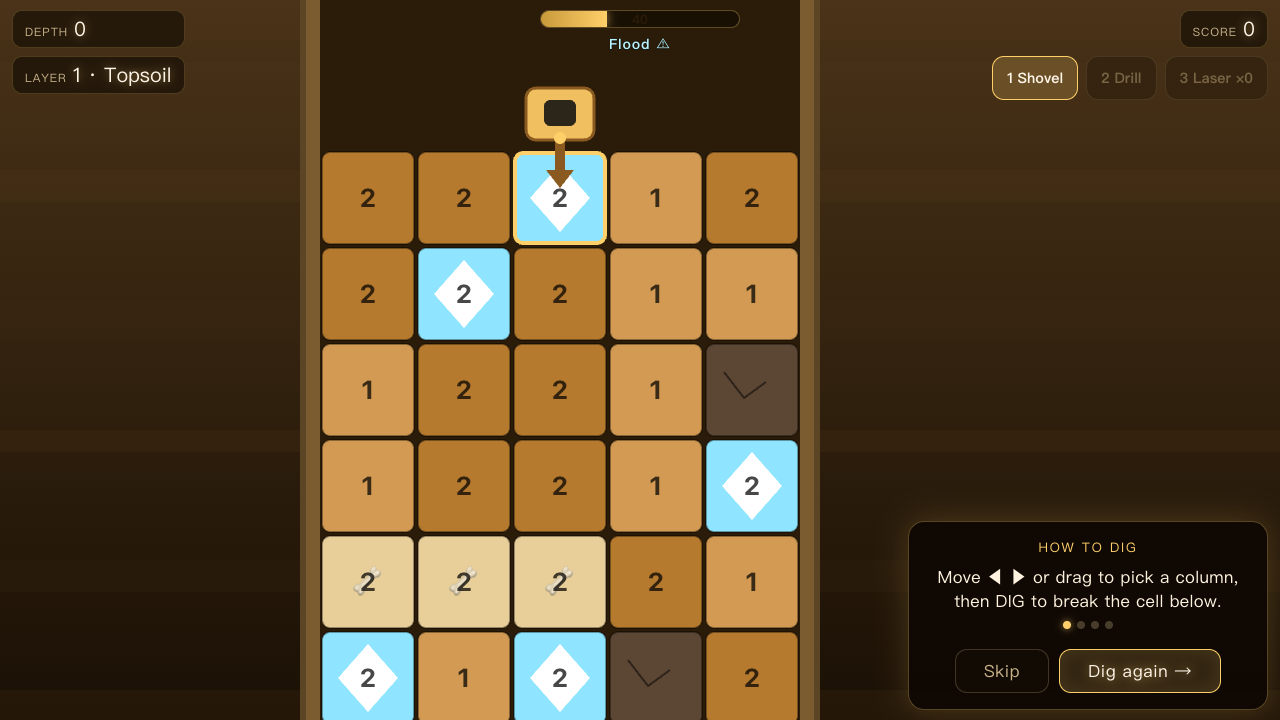 DEPTH 0
LAYER 1 · Topsoil
40
Flood ⚠
SCORE 0
1 Shovel
2 Drill
3 Laser ×0
2 2 2 1 2
2 2 2 1 1
1 2 2 1
1 2 2 1 2
2 2 2 2 1
2 1 2 2
HOW TO DIG
Move ◀ ▶ or drag to pick a column,
then DIG to break the cell below.
Skip
Dig again →